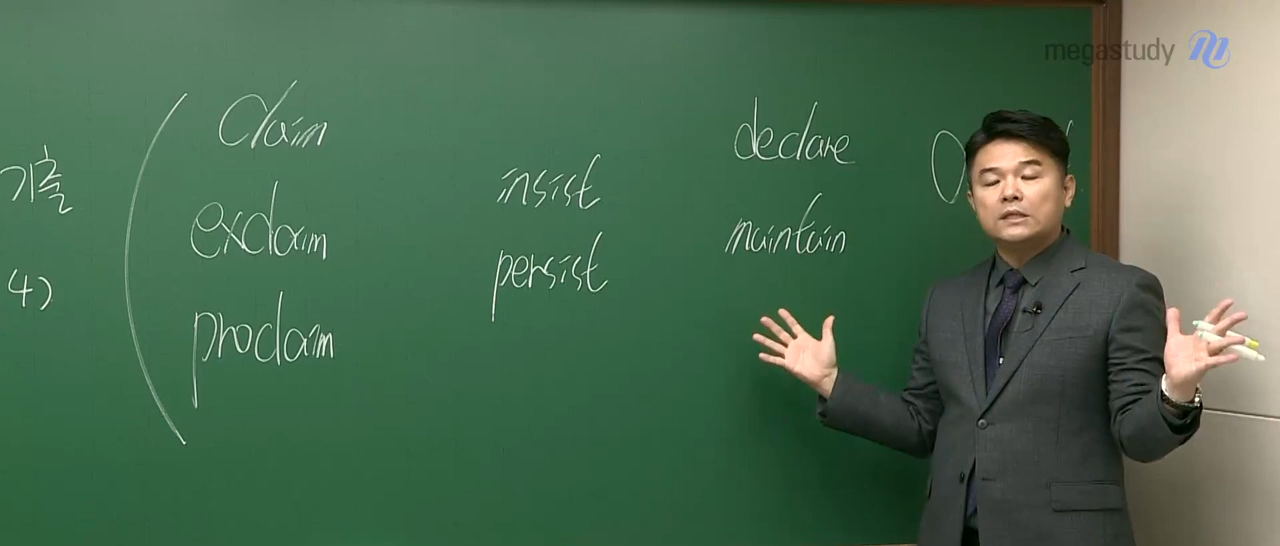 megastudy
기출
4)
claim
exclaim
proclaim
insist
persist
declare
maintain